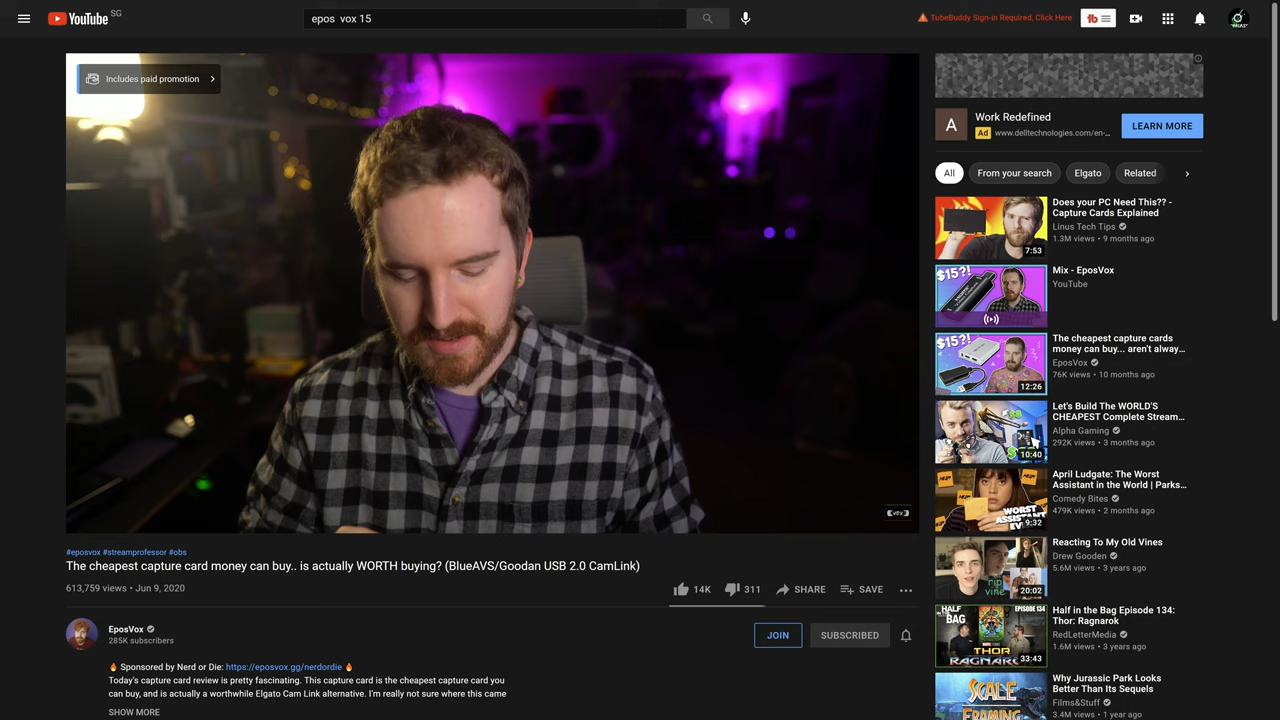 YouTube SG
epos vox 15
TubeBuddy Sign-in Required, Click Here
tb
Includes paid promotion
VOX
#eposvox #streamprofessor #obs
The cheapest capture card money can buy.. is actually WORTH buying? (BlueAVS/Goodan USB 2.0 CamLink)
613,759 views • Jun 9, 2020
14K
311
SHARE
SAVE
EposVox
285K subscribers
JOIN
SUBSCRIBED
🔥 Sponsored by Nerd or Die: https://eposvox.gg/nerdordie 🔥
Today's capture card review is pretty fascinating. This capture card is the cheapest capture card you
can buy, and is actually a worthwhile Elgato Cam Link alternative. I'm really not sure where this came
SHOW MORE
A
Work Redefined
Ad www.delltechnologies.com/en-...
LEARN MORE
All
From your search
Elgato
Related
7:53
Does your PC Need This?? -
Capture Cards Explained
Linus Tech Tips
1.3M views • 9 months ago
$15?!
Mix - EposVox
YouTube
$15?!
12:26
The cheapest capture cards
money can buy... aren't alway...
EposVox
76K views • 10 months ago
10:40
Let's Build The WORLD'S
CHEAPEST Complete Stream...
Alpha Gaming
292K views • 3 months ago
WORST
ASSISTANT
EV
9:32
April Ludgate: The Worst
Assistant in the World | Parks...
Comedy Bites
479K views • 2 months ago
rip
vine
20:02
Reacting To My Old Vines
Drew Gooden
5.6M views • 3 years ago
HALF
IN THE
BAG
EPISODE 134
THOR
RAGNAROK
33:43
Half in the Bag Episode 134:
Thor: Ragnarok
RedLetterMedia
1.6M views • 3 years ago
SCALE
FRAMING
Why Jurassic Park Looks
Better Than Its Sequels
Films&Stuff
3.4M views • 1 year ago